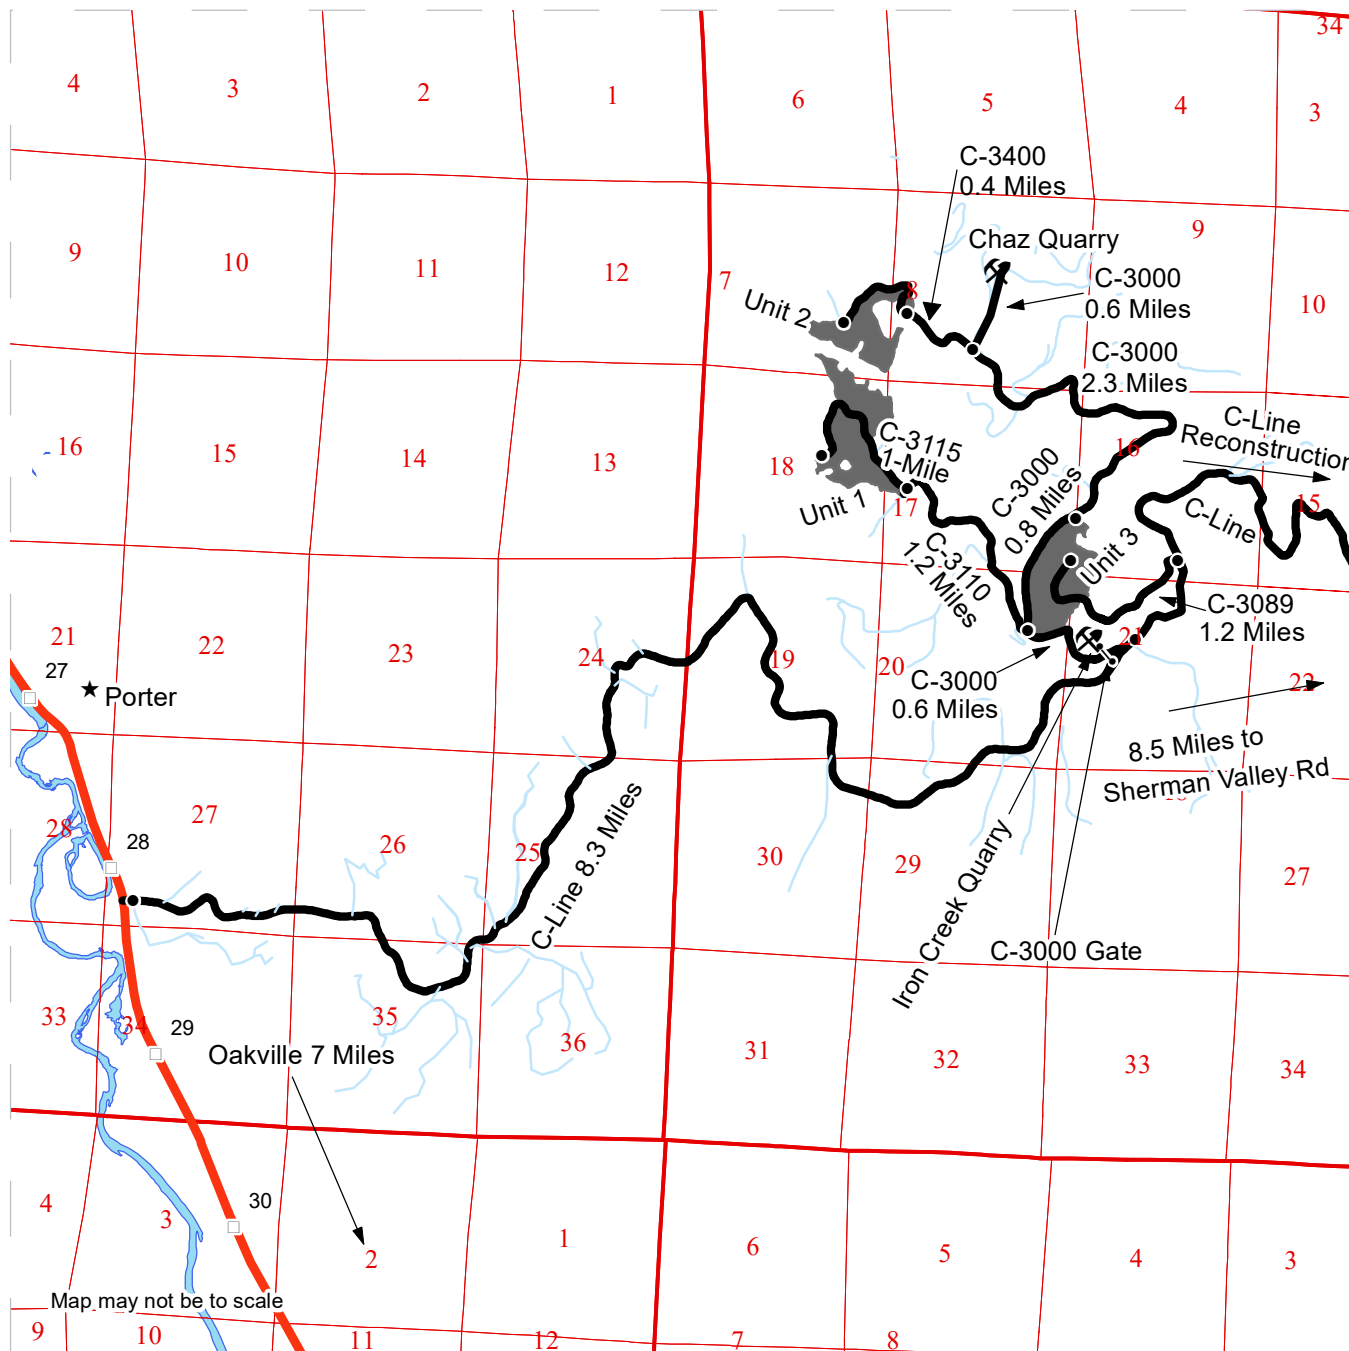 34
4
3
2
1
6
5
4
3
C-3400
0.4 Miles
9
10
11
12
7
8
9
10
Chaz Quarry
C-3000
0.6 Miles
Unit 2
C-3000
2.3 Miles
C-Line
Reconstruction
16
15
14
13
18
17
16
15
C-3115
1-Mile
C-3000
0.8 Miles
Unit 1
C-3110
1.2 Miles
Unit 3
C-Line
C-3089
1.2 Miles
21
22
23
24
19
20
21
22
27
Porter
C-3000
0.6 Miles
8.5 Miles to
Sherman Valley Rd
28
27
26
25
30
29
27
28
C-Line 8.3 Miles
Iron Creek Quarry
C-3000 Gate
33
34
35
36
31
32
33
34
29
Oakville 7 Miles
30
4
3
2
1
6
5
4
3
Map may not be to scale
9
10
11
12
7
8